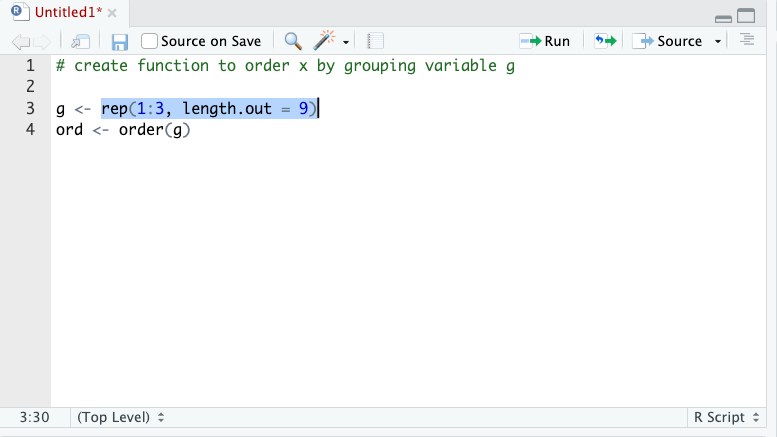 Untitled1*
Source on Save
Run
Source
1 # create function to order x by grouping variable g
2
3 g <- rep(1:3, length.out = 9)
4 ord <- order(g)
3:30
(Top Level)
R Script